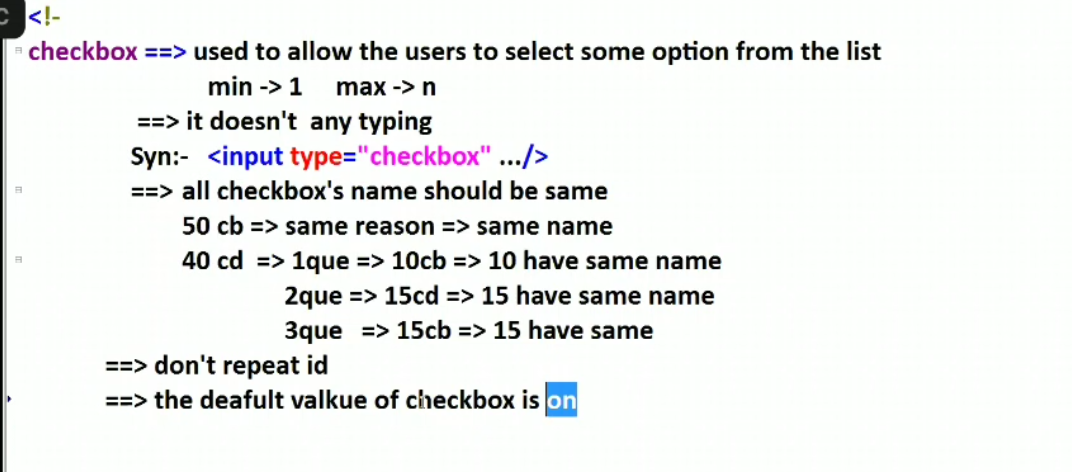 C <!-
checkbox ==> used to allow the users to select some option from the list
min -> 1 max -> n
==> it doesn't any typing
Syn:- <input type="checkbox" .../>
==> all checkbox's name should be same
50 cb => same reason => same name
40 cd => 1que => 10cb => 10 have same name
2que => 15cd => 15 have same name
3que => 15cb => 15 have same
==> don't repeat id
==> the deafult valkue of checkbox is on